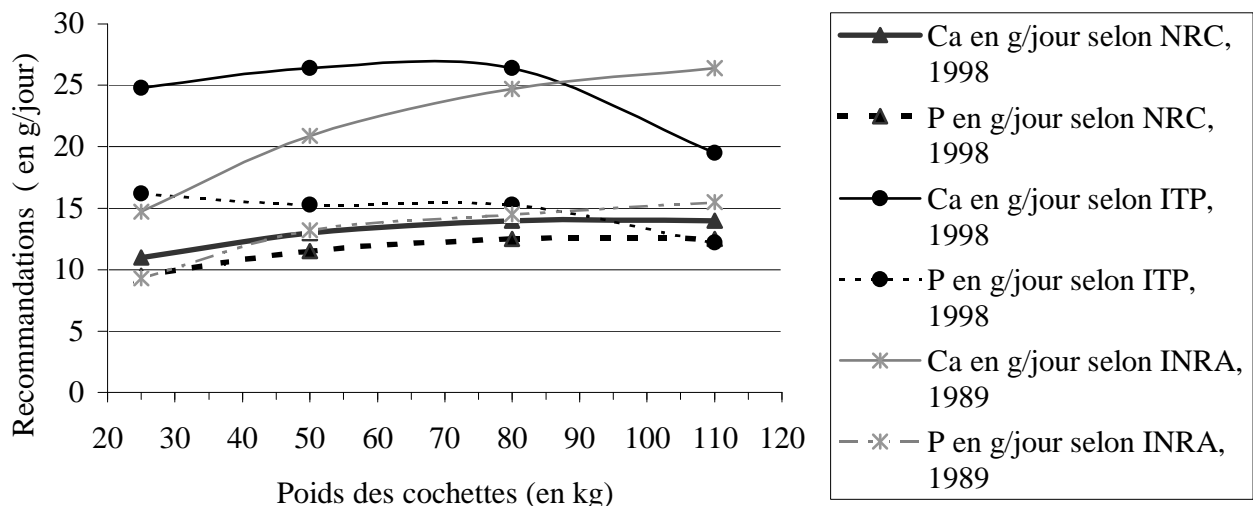 30
25
20
15
10
5
0
Recommandations ( en g/jour)
20 30 40 50 60 70 80 90 100 110 120
Poids des cochettes (en kg)
Ca en g/jour selon NRC,
1998
P en g/jour selon NRC,
1998
Ca en g/jour selon ITP,
1998
P en g/jour selon ITP,
1998
Ca en g/jour selon INRA,
1989
P en g/jour selon INRA,
1989